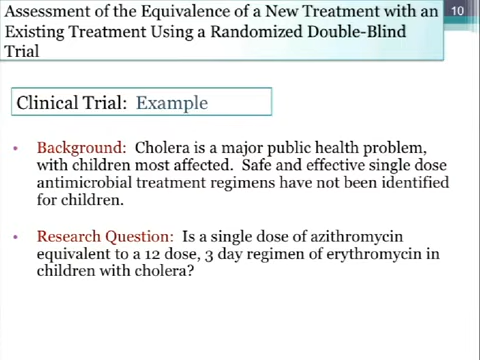 Assessment of the Equivalence of a New Treatment with an
Existing Treatment Using a Randomized Double-Blind
Trial
10
Clinical Trial: Example
• Background: Cholera is a major public health problem,
with children most affected. Safe and effective single dose
antimicrobial treatment regimens have not been identified
for children.
• Research Question: Is a single dose of azithromycin
equivalent to a 12 dose, 3 day regimen of erythromycin in
children with cholera?